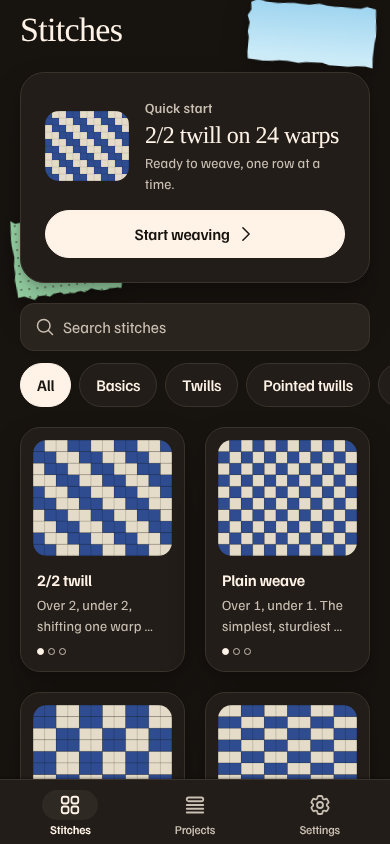 Stitches
Quick start
2/2 twill on 24 warps
Ready to weave, one row at a
time.
Start weaving
Search stitches
All
Basics
Twills
Pointed twills
2/2 twill
Over 2, under 2,
shifting one warp ...
Plain weave
Over 1, under 1. The
simplest, sturdiest ...
Stitches
Projects
Settings